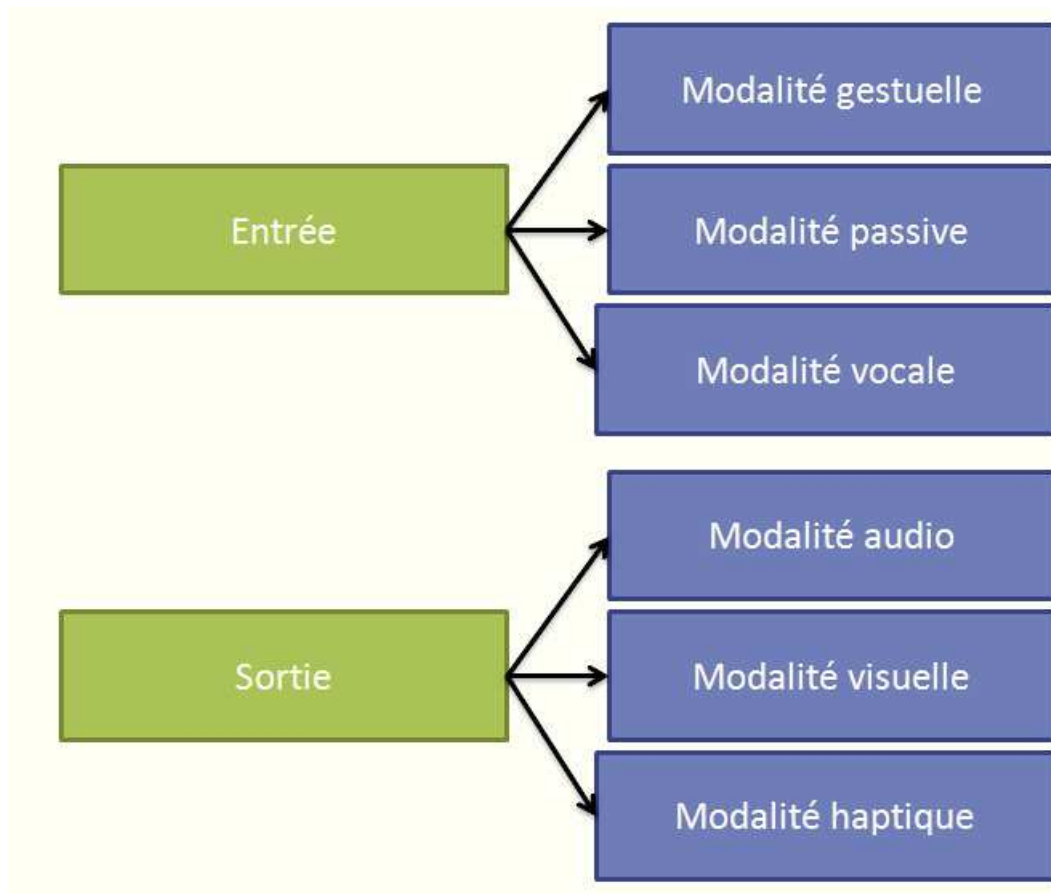 Modalité gestuelle
Entrée
Modalité passive
Modalité vocale
Modalité audio
Sortie
Modalité visuelle
Modalité haptique